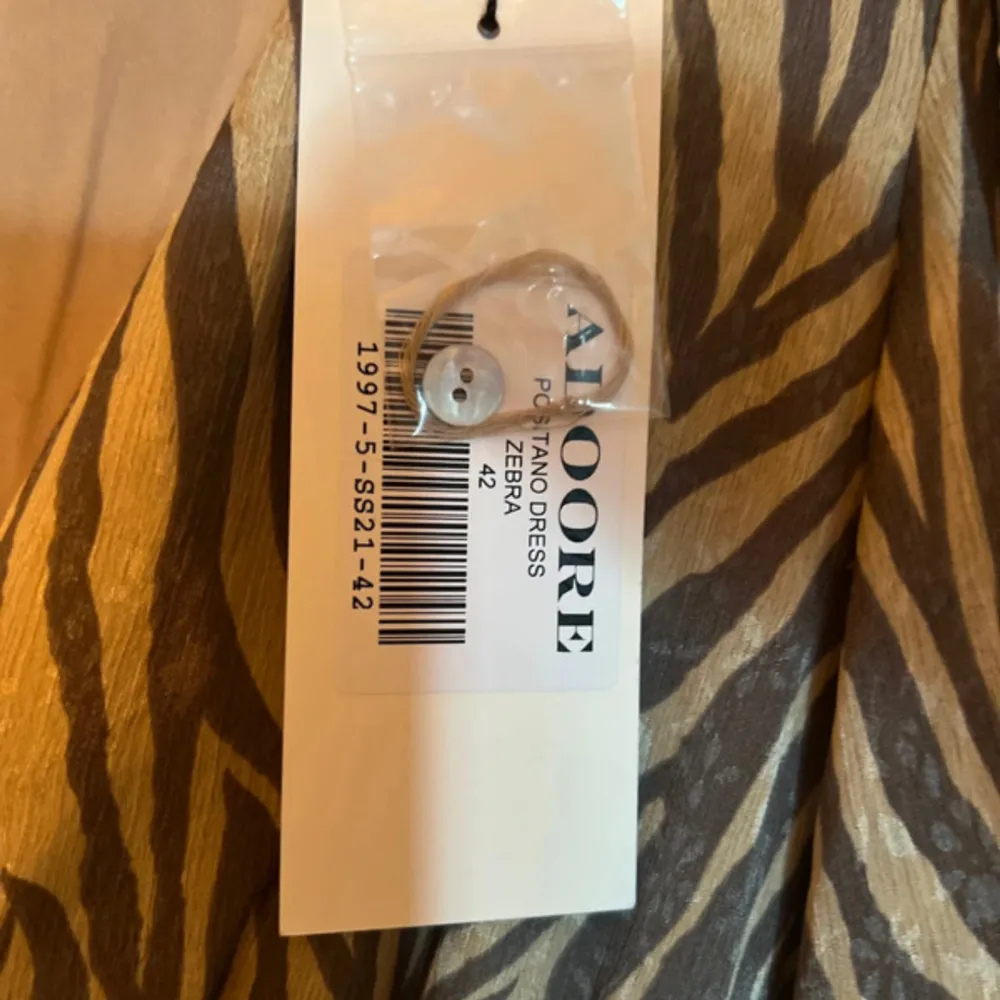 ADOORE
POSITANO DRESS
ZEBRA
42
1997-5-SS21-42